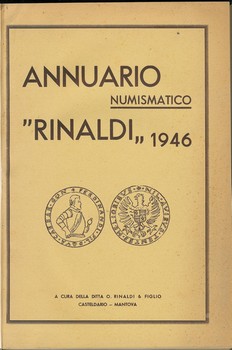 ANNUARIO
NUMISMATICO
"RINALDI„ 1946
A CURA DELLA DITTA O. RINALDI & FIGLIO
CASTELDARIO - MANTOVA